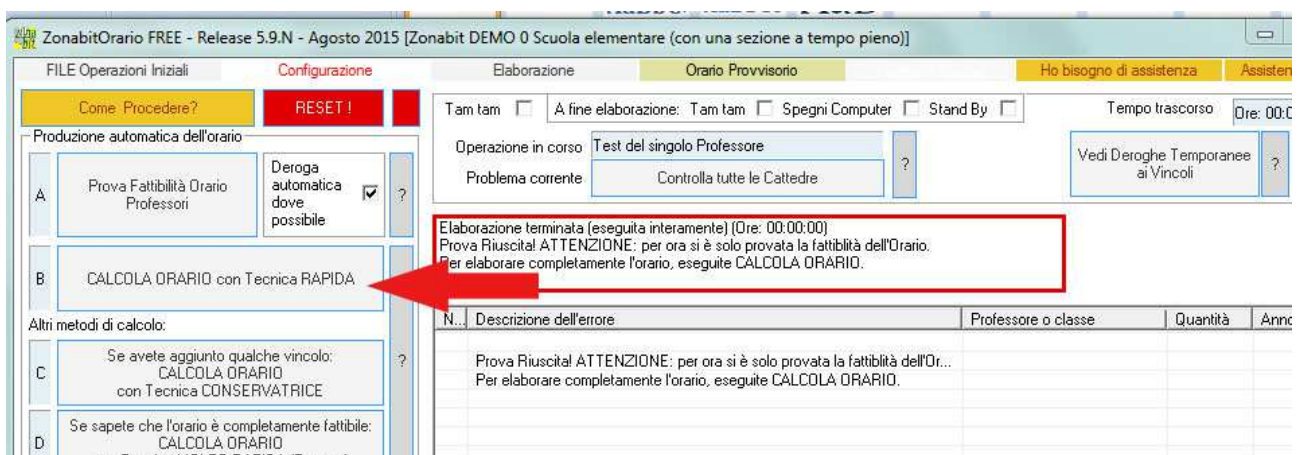 ZonabitOrario FREE - Release 5.9.N - Agosto 2015 [Zonabit DEMO 0 Scuola elementare (con una sezione a tempo pieno)]
FILE Operazioni Iniziali Configurazione Elaborazione Orario Provvisorio Ho bisogno di assistenza
Come Procedere? RESET !
Tam tam A fine elaborazione: Tam tam Spegni Computer Stand By Tempo trascorso Ore: 00:0
Produzione automatica dell'orario
A
Prova Fattibilità Orario
Professori
Deroga
automatica
dove
possibile
?
Operazione in corso Test del singolo Professore
Problema corrente Controlla tutte le Cattedre
?
Vedi Deroghe Temporanee
ai Vincoli
?
Elaborazione terminata (eseguita interamente) (Ore: 00:00:00)
Prova Riuscita! ATTENZIONE: per ora si è solo provata la fattiblità dell'Orario.
Per elaborare completamente l'orario, eseguite CALCOLA ORARIO.
B
CALCOLA ORARIO con Tecnica RAPIDA
Altri metodi di calcolo:
C
Se avete aggiunto qualche vincolo:
CALCOLA ORARIO
con Tecnica CONSERVATRICE
?
D
Se sapete che l'orario è completamente fattibile:
CALCOLA ORARIO
N... Descrizione dell'errore Professore o classe Quantità
Prova Riuscita! ATTENZIONE: per ora si è solo provata la fattiblità dell'Or...
Per elaborare completamente l'orario, eseguite CALCOLA ORARIO.